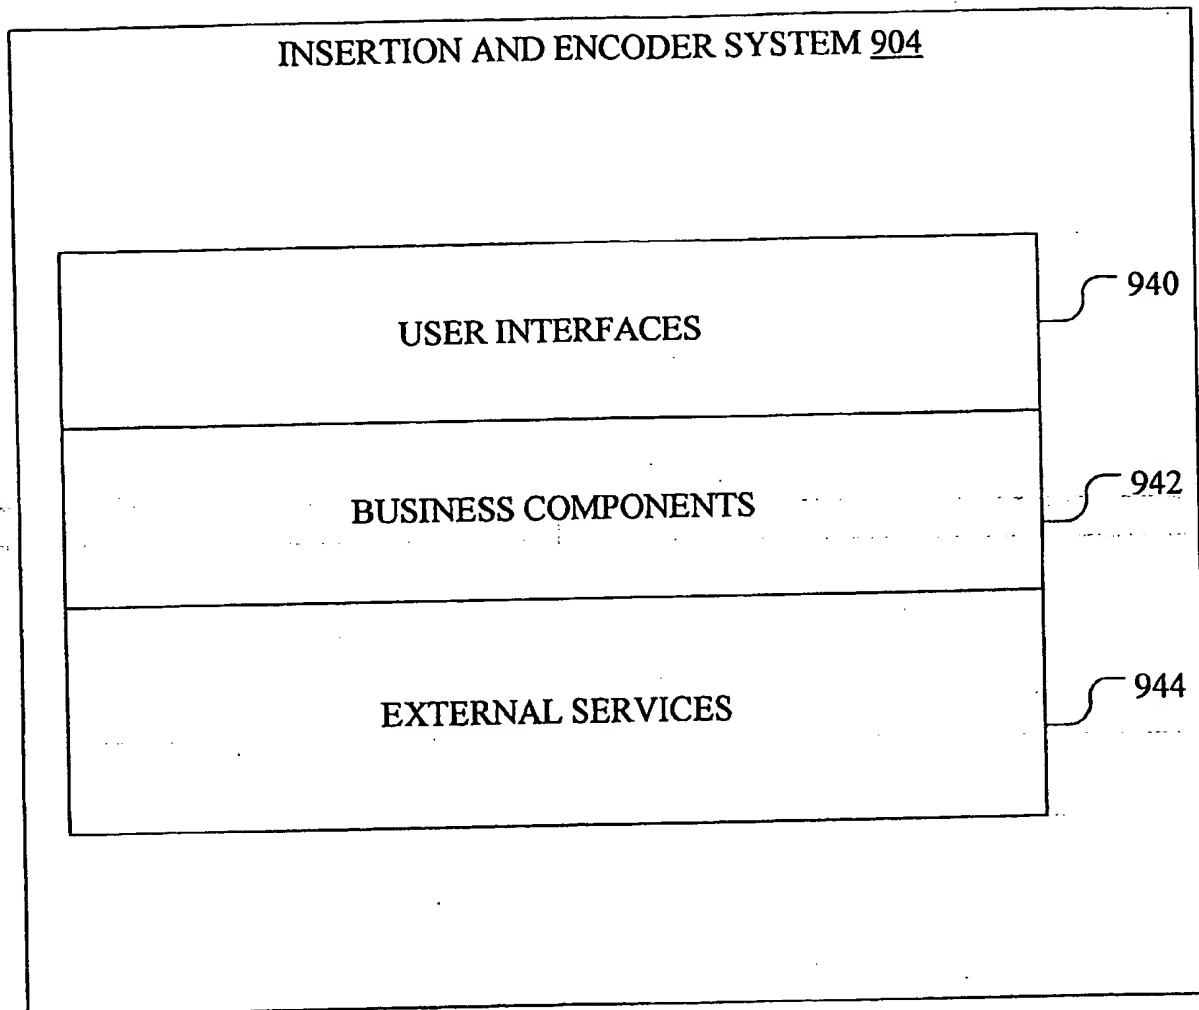 INSERTION AND ENCODER SYSTEM 904
USER INTERFACES
940
BUSINESS COMPONENTS
942
EXTERNAL SERVICES
944